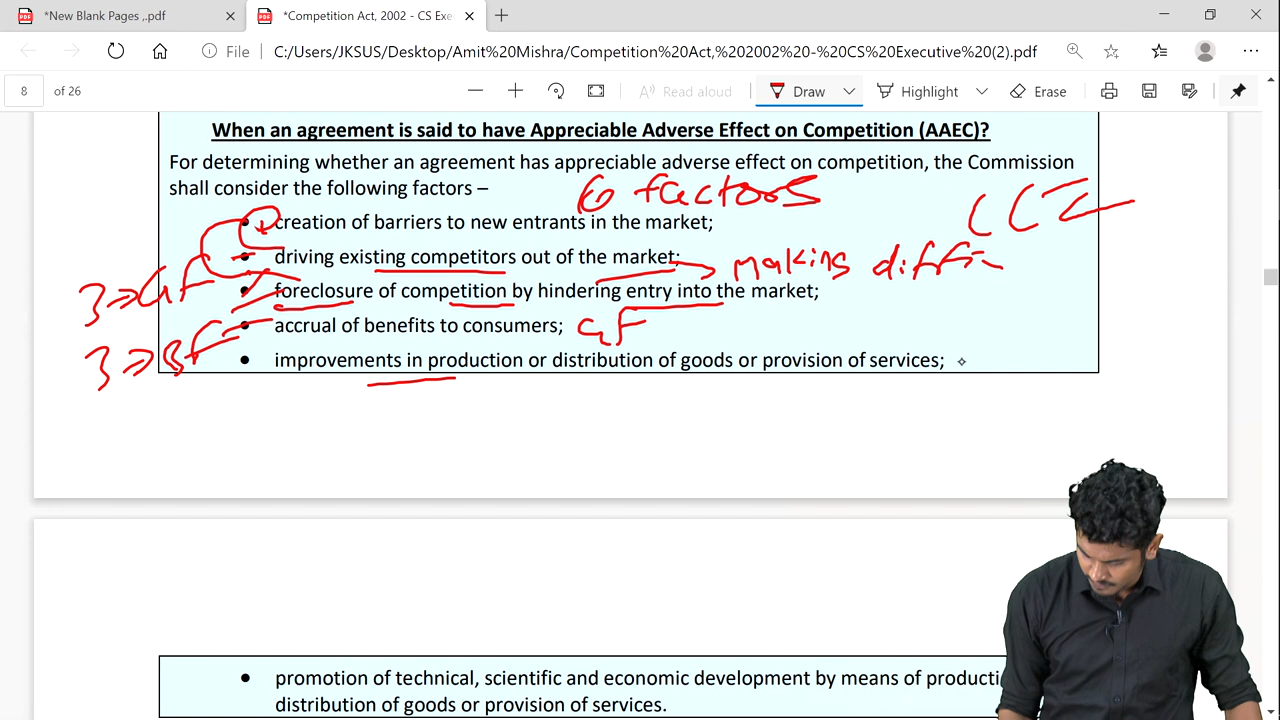 *New Blank Pages ,.pdf
*Competition Act, 2002 - CS Exe
File
C:/Users/JKSUS/Desktop/Amit%20Mishra/Competition%20Act,%202002%20-%20CS%20Executive%20(2).pdf
8 of 26
Read aloud
Draw
Highlight
Erase
When an agreement is said to have Appreciable Adverse Effect on Competition (AAEC)?
For determining whether an agreement has appreciable adverse effect on competition, the Commission
shall consider the following factors –
6 factors
CCI
• creation of barriers to new entrants in the market;
• driving existing competitors out of the market;
making diffic
• foreclosure of competition by hindering entry into the market;
• accrual of benefits to consumers;
GF
• improvements in production or distribution of goods or provision of services;
• promotion of technical, scientific and economic development by means of producti
distribution of goods or provision of services.